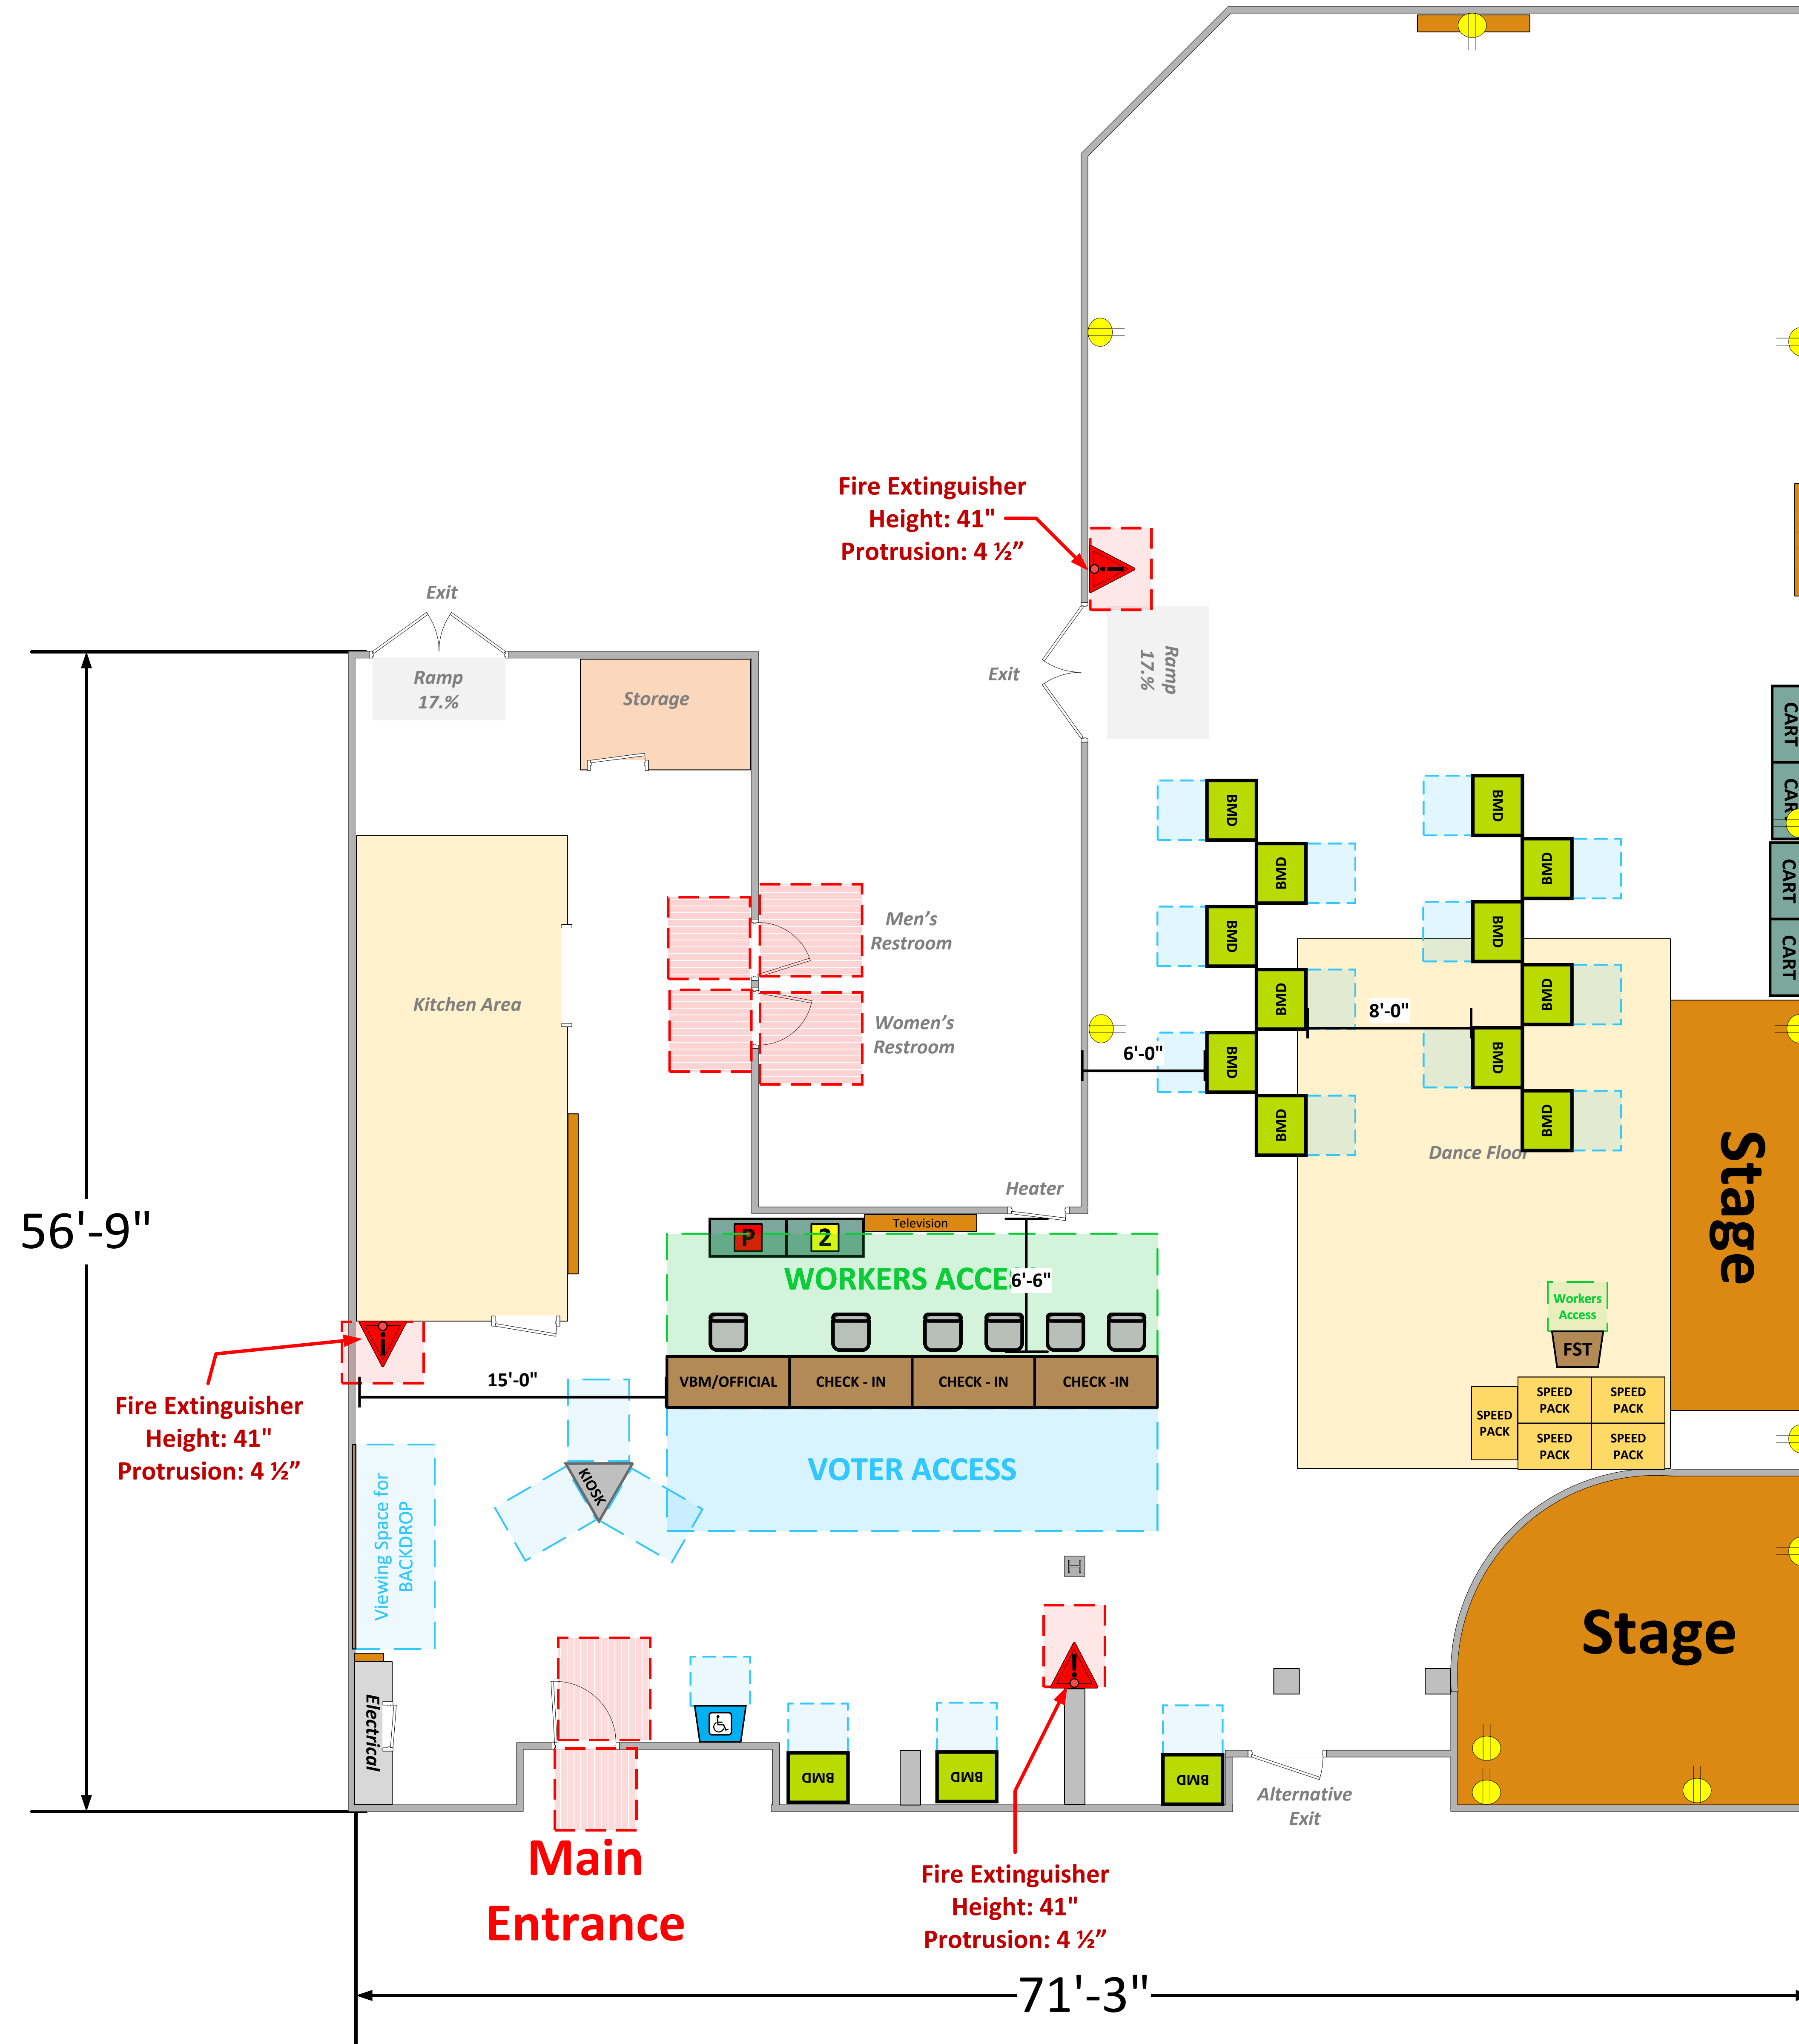 Fire Extinguisher
Height: 41"
Protrusion: 4 ½”
Exit
Ramp
17.%
Storage
Exit
Ramp
17.%
CART
CART
CART
BMD
BMD
BMD
BMD
BMD
BMD
BMD
BMD
BMD
BMD
BMD
BMD
Men’s
Restroom
Kitchen Area
Women’s
Restroom
8'-0"
6'-0"
Dance Floor
Stage
Heater
56'-9"
P
2
Television
WORKERS ACCE
6'-6"
Workers
Access
FST
15'-0"
VBM/OFFICIAL
CHECK - IN
CHECK - IN
CHECK -IN
SPEED
PACK
SPEED
PACK
SPEED
PACK
SPEED
PACK
SPEED
PACK
Fire Extinguisher
Height: 41"
Protrusion: 4 ½”
VOTER ACCESS
KIOSK
Viewing Space for
BACKDROP
H
Stage
Electrical
BMD
BMD
BMD
Alternative
Exit
Main
Entrance
Fire Extinguisher
Height: 41"
Protrusion: 4 ½”
71'-3"